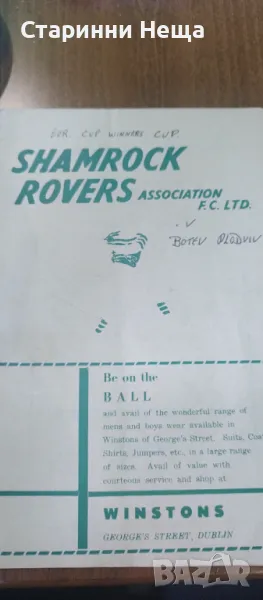 Старинни Неща
EUR CUP WINNERS CUP.
SHAMROCK
ROVERS ASSOCIATION
F.C. LTD.
v
BOTEV PLODVIV
Be on the
BALL
and avail of the wonderful range of
mens and boys wear available in
Winstons of George's Street. Suits, Coa
Shirts, Jumpers, etc., in a large range
of sizes. Avail of value with
courteous service and shop at
WINSTONS
GEORGE'S STREET, DUBLIN
BAZAR